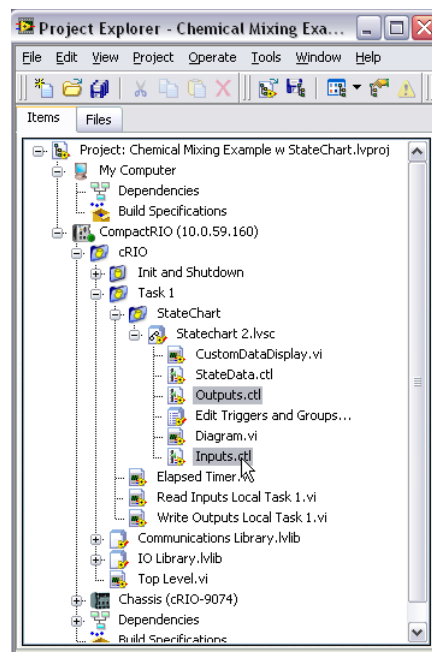 Project Explorer - Chemical Mixing Exa...
File Edit View Project Operate Tools Window Help
Items Files
Project: Chemical Mixing Example w StateChart.lvproj
My Computer
Dependencies
Build Specifications
CompactRIO (10.0.59.160)
cRIO
Init and Shutdown
Task 1
StateChart
Statechart 2.lvsc
CustomDataDisplay.vi
StateData.ctl
Outputs.ctl
Edit Triggers and Groups...
Diagram.vi
Inputs.ctl
Elapsed Timer.vi
Read Inputs Local Task 1.vi
Write Outputs Local Task 1.vi
Communications Library.lvlib
IO Library.lvlib
Top Level.vi
Chassis (cRIO-9074)
Dependencies
Build Specifications